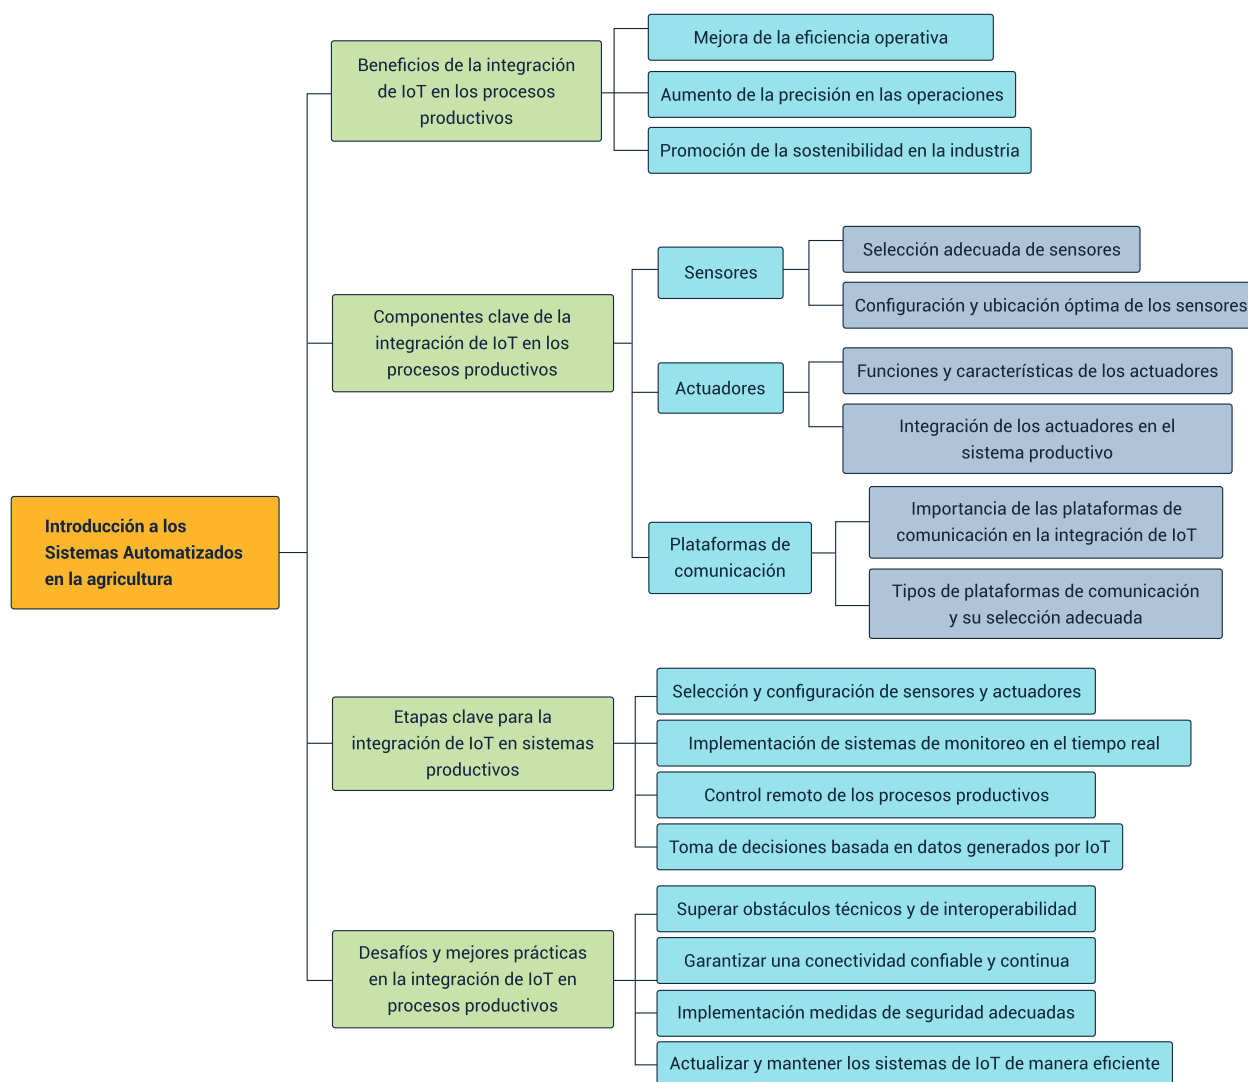 Introducción a los
Sistemas Automatizados
en la agricultura
Beneficios de la integración
de IoT en los procesos
productivos
Mejora de la eficiencia operativa
Aumento de la precisión en las operaciones
Promoción de la sostenibilidad en la industria
Componentes clave de la
integración de IoT en los
procesos productivos
Sensores
Selección adecuada de sensores
Configuración y ubicación óptima de los sensores
Actuadores
Funciones y características de los actuadores
Integración de los actuadores en el
sistema productivo
Plataformas de
comunicación
Importancia de las plataformas de
comunicación en la integración de IoT
Tipos de plataformas de comunicación
y su selección adecuada
Etapas clave para la
integración de IoT en sistemas
productivos
Selección y configuración de sensores y actuadores
Implementación de sistemas de monitoreo en el tiempo real
Control remoto de los procesos productivos
Toma de decisiones basada en datos generados por IoT
Desafíos y mejores prácticas
en la integración de IoT en
procesos productivos
Superar obstáculos técnicos y de interoperabilidad
Garantizar una conectividad confiable y continua
Implementación medidas de seguridad adecuadas
Actualizar y mantener los sistemas de IoT de manera eficiente